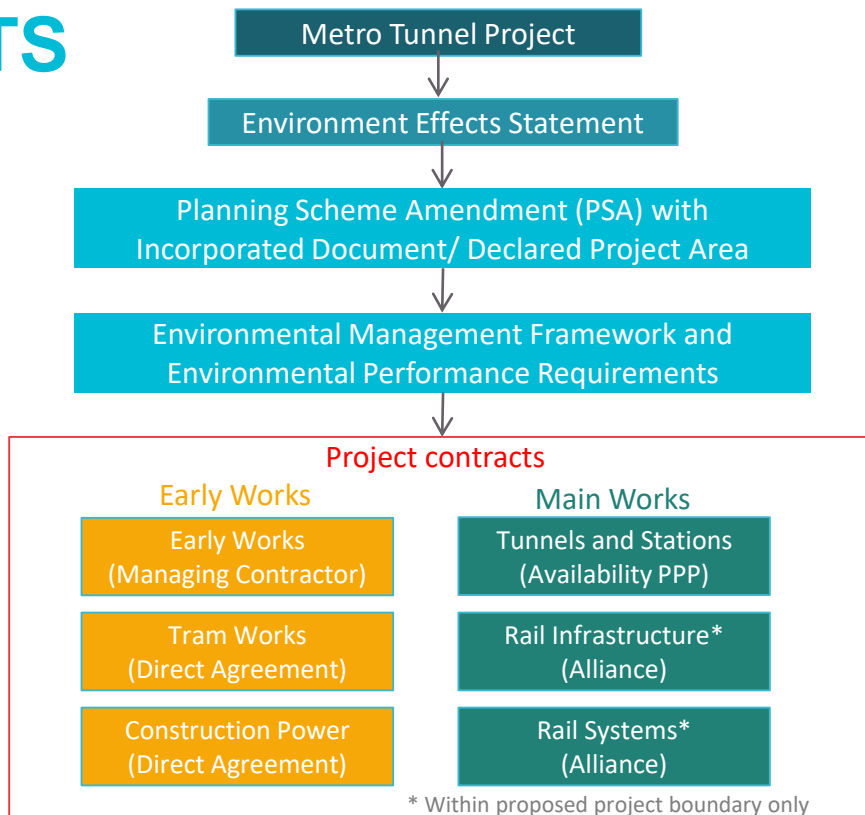 TS
Metro Tunnel Project
Environment Effects Statement
Planning Scheme Amendment (PSA) with
Incorporated Document/ Declared Project Area
Environmental Management Framework and
Environmental Performance Requirements
Project contracts
Early Works
Early Works
(Managing Contractor)
Tram Works
(Direct Agreement)
Construction Power
(Direct Agreement)
Main Works
Tunnels and Stations
(Availability PPP)
Rail Infrastructure*
(Alliance)
Rail Systems*
(Alliance)
* Within proposed project boundary only